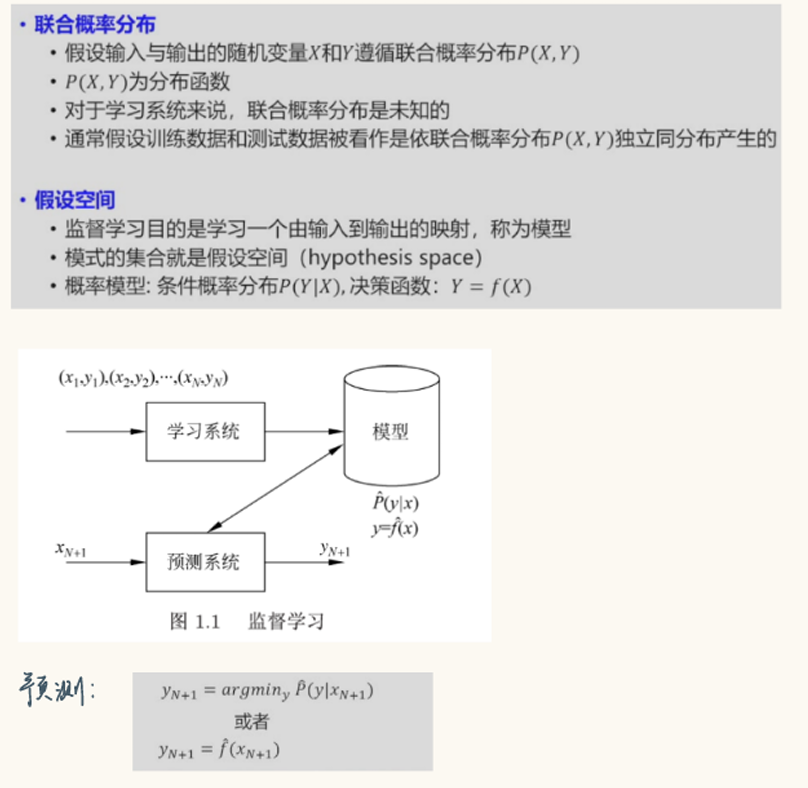 • 联合概率分布
• 假设输入与输出的随机变量X和Y遵循联合概率分布P(X,Y)
• P(X,Y)为分布函数
• 对于学习系统来说，联合概率分布是未知的
• 通常假设训练数据和测试数据被看作是依联合概率分布P(X,Y)独立同分布产生的
• 假设空间
• 监督学习目的是学习一个由输入到输出的映射，称为模型
• 模式的集合就是假设空间（hypothesis space）
• 概率模型: 条件概率分布P(Y|X), 决策函数：Y = f(X)
(x₁,y₁),(x₂,y₂),⋯,(x_N,y_N)
学习系统
模型
P̂(y|x)
y=f̂(x)
x_{N+1}
预测系统
y_{N+1}
图 1.1 监督学习
预测：
y_{N+1} = argmin_y P̂(y|x_{N+1})
或者
y_{N+1} = f̂(x_{N+1})